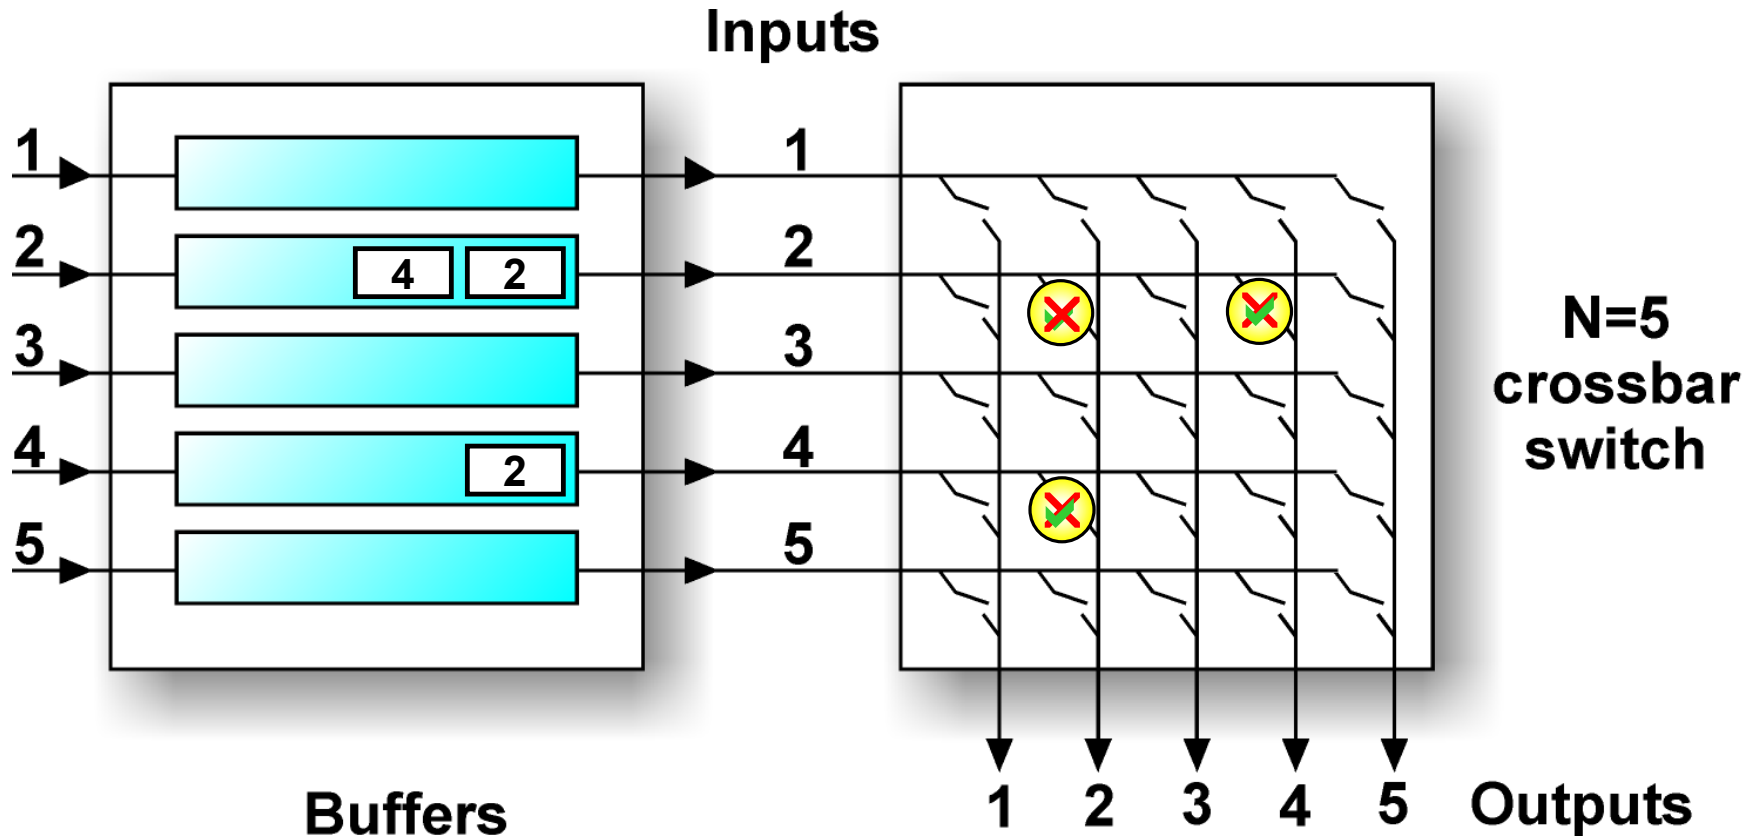 Inputs
1 1
2 4 2 2
3 3
4 2 4
5 5
N=5
crossbar
switch
1 2 3 4 5 Outputs
Buffers